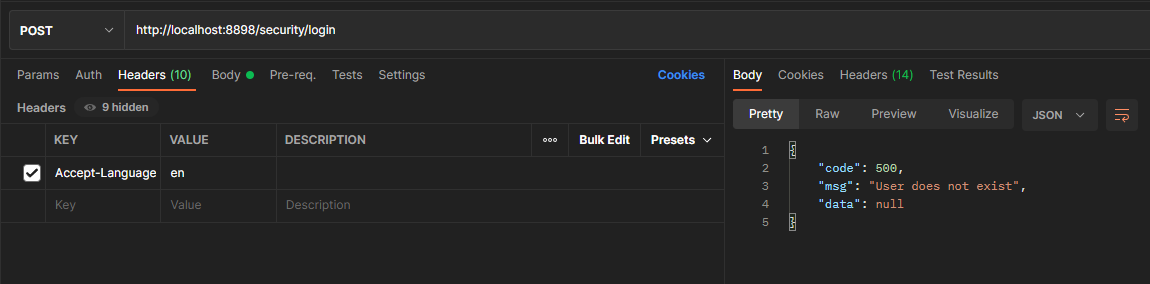 POST http://localhost:8898/security/login
Params Auth Headers (10) Body Pre-req. Tests Settings Cookies
Headers 9 hidden
KEY VALUE DESCRIPTION ooo Bulk Edit Presets
Accept-Language en
Key Value Description
Body Cookies Headers (14) Test Results
Pretty Raw Preview Visualize JSON
1 {
2 "code": 500,
3 "msg": "User does not exist",
4 "data": null
5 }